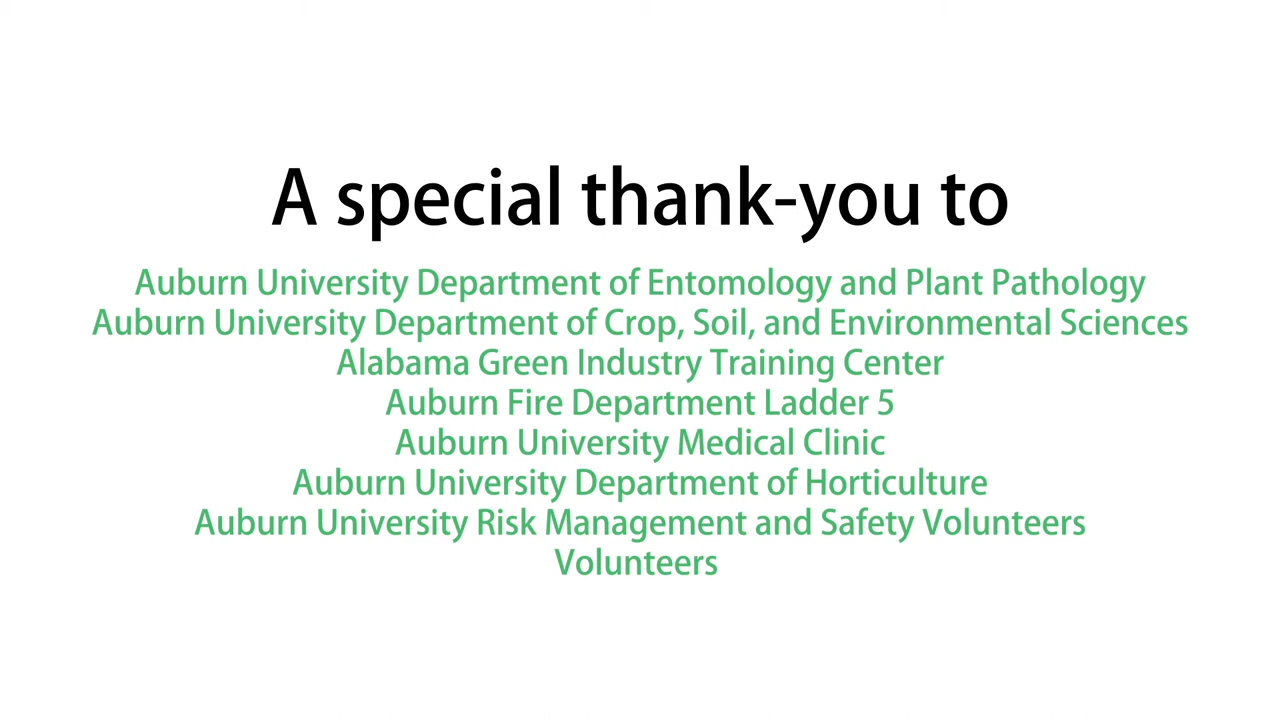 A special thank-you to
Auburn University Department of Entomology and Plant Pathology
Auburn University Department of Crop, Soil, and Environmental Sciences
Alabama Green Industry Training Center
Auburn Fire Department Ladder 5
Auburn University Medical Clinic
Auburn University Department of Horticulture
Auburn University Risk Management and Safety Volunteers
Volunteers